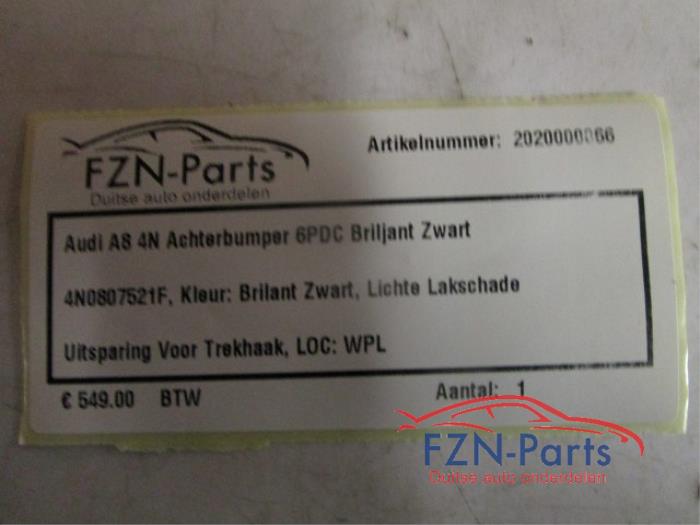 FZN-Parts
Duitse auto onderdelen
Artikelnummer: 2020000066
Audi A8 4N Achterbumper 6PDC Briljant Zwart
4N0807521F, Kleur: Brilant Zwart, Lichte Lakschade
Uitsparing Voor Trekhaak, LOC: WPL
€ 549.00 BTW
Aantal: 1
FZN-Parts
Duitse auto onderdelen